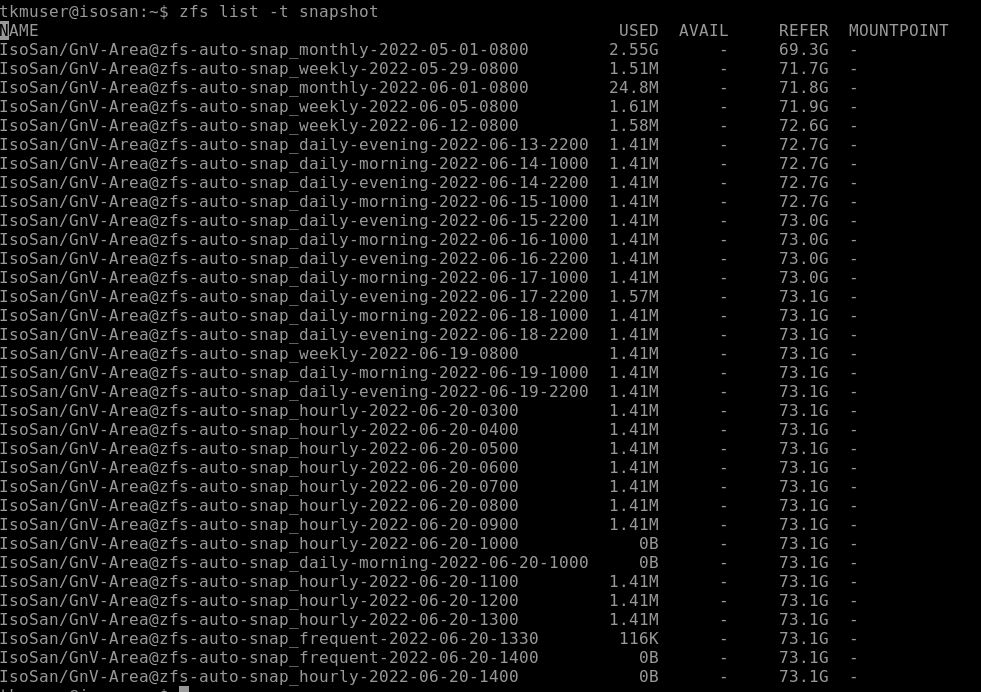 tkmuser@isosan:~$ zfs list -t snapshot
NAME USED AVAIL REFER MOUNTPOINT
IsoSan/GnV-Area@zfs-auto-snap_monthly-2022-05-01-0800 2.55G - 69.3G -
IsoSan/GnV-Area@zfs-auto-snap_weekly-2022-05-29-0800 1.51M - 71.7G -
IsoSan/GnV-Area@zfs-auto-snap_monthly-2022-06-01-0800 24.8M - 71.8G -
IsoSan/GnV-Area@zfs-auto-snap_weekly-2022-06-05-0800 1.61M - 71.9G -
IsoSan/GnV-Area@zfs-auto-snap_weekly-2022-06-12-0800 1.58M - 72.6G -
IsoSan/GnV-Area@zfs-auto-snap_daily-evening-2022-06-13-2200 1.41M - 72.7G -
IsoSan/GnV-Area@zfs-auto-snap_daily-morning-2022-06-14-1000 1.41M - 72.7G -
IsoSan/GnV-Area@zfs-auto-snap_daily-evening-2022-06-14-2200 1.41M - 72.7G -
IsoSan/GnV-Area@zfs-auto-snap_daily-morning-2022-06-15-1000 1.41M - 72.7G -
IsoSan/GnV-Area@zfs-auto-snap_daily-evening-2022-06-15-2200 1.41M - 73.0G -
IsoSan/GnV-Area@zfs-auto-snap_daily-morning-2022-06-16-1000 1.41M - 73.0G -
IsoSan/GnV-Area@zfs-auto-snap_daily-evening-2022-06-16-2200 1.41M - 73.0G -
IsoSan/GnV-Area@zfs-auto-snap_daily-morning-2022-06-17-1000 1.41M - 73.0G -
IsoSan/GnV-Area@zfs-auto-snap_daily-evening-2022-06-17-2200 1.57M - 73.1G -
IsoSan/GnV-Area@zfs-auto-snap_daily-morning-2022-06-18-1000 1.41M - 73.1G -
IsoSan/GnV-Area@zfs-auto-snap_daily-evening-2022-06-18-2200 1.41M - 73.1G -
IsoSan/GnV-Area@zfs-auto-snap_weekly-2022-06-19-0800 1.41M - 73.1G -
IsoSan/GnV-Area@zfs-auto-snap_daily-morning-2022-06-19-1000 1.41M - 73.1G -
IsoSan/GnV-Area@zfs-auto-snap_daily-evening-2022-06-19-2200 1.41M - 73.1G -
IsoSan/GnV-Area@zfs-auto-snap_hourly-2022-06-20-0300 1.41M - 73.1G -
IsoSan/GnV-Area@zfs-auto-snap_hourly-2022-06-20-0400 1.41M - 73.1G -
IsoSan/GnV-Area@zfs-auto-snap_hourly-2022-06-20-0500 1.41M - 73.1G -
IsoSan/GnV-Area@zfs-auto-snap_hourly-2022-06-20-0600 1.41M - 73.1G -
IsoSan/GnV-Area@zfs-auto-snap_hourly-2022-06-20-0700 1.41M - 73.1G -
IsoSan/GnV-Area@zfs-auto-snap_hourly-2022-06-20-0800 1.41M - 73.1G -
IsoSan/GnV-Area@zfs-auto-snap_hourly-2022-06-20-0900 1.41M - 73.1G -
IsoSan/GnV-Area@zfs-auto-snap_hourly-2022-06-20-1000 0B - 73.1G -
IsoSan/GnV-Area@zfs-auto-snap_daily-morning-2022-06-20-1000 0B - 73.1G -
IsoSan/GnV-Area@zfs-auto-snap_hourly-2022-06-20-1100 1.41M - 73.1G -
IsoSan/GnV-Area@zfs-auto-snap_hourly-2022-06-20-1200 1.41M - 73.1G -
IsoSan/GnV-Area@zfs-auto-snap_hourly-2022-06-20-1300 1.41M - 73.1G -
IsoSan/GnV-Area@zfs-auto-snap_frequent-2022-06-20-1330 116K - 73.1G -
IsoSan/GnV-Area@zfs-auto-snap_frequent-2022-06-20-1400 0B - 73.1G -
IsoSan/GnV-Area@zfs-auto-snap_hourly-2022-06-20-1400 0B - 73.1G -